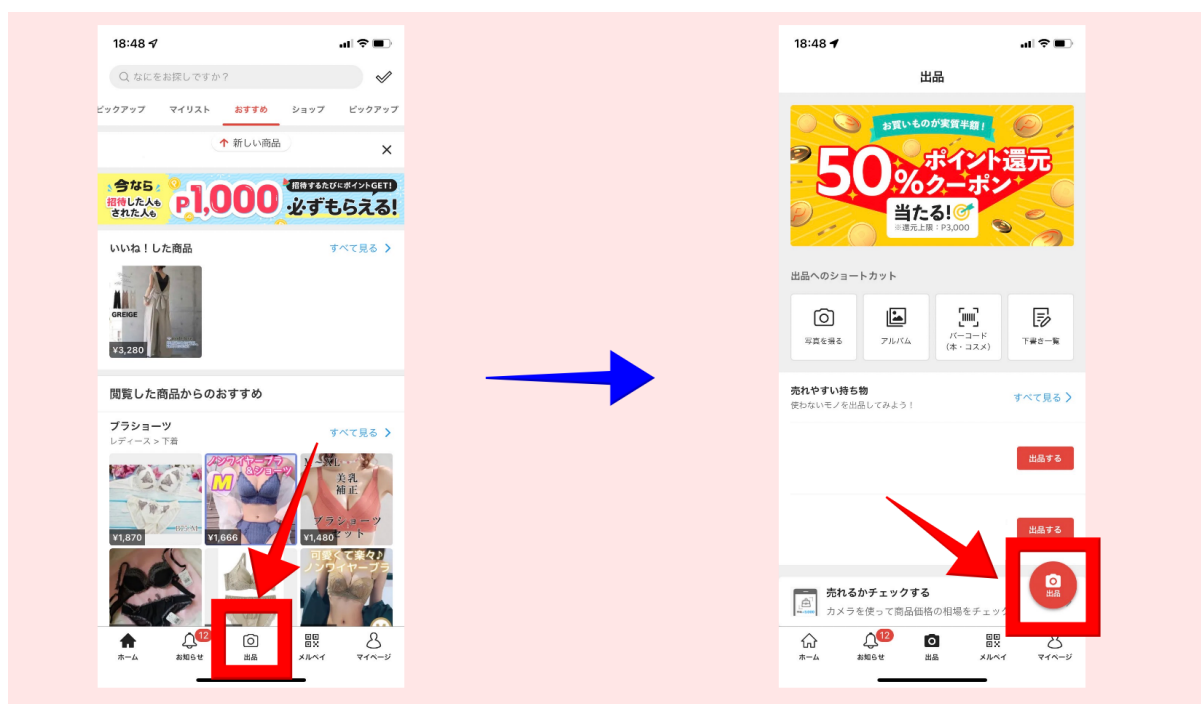 18:48
なにをお探しですか?
ピックアップ マイリスト おすすめ ショップ ピックアップ
新しい商品
今なら
招待した人も
された人も
P1,000
招待するたびにポイントGET!
必ずもらえる!
いいね!した商品 すべて見る
GREIGE
¥3,280
閲覧した商品からのおすすめ
ブラショーツ すべて見る
レディース > 下着
ノンワイヤーブラ
&ショーツ
M
美乳
補正
ブラショーツ
セット
¥1,870 ¥1,666 ¥1,480
可愛くて楽々♪
ノンワイヤーブラ
12
ホーム お知らせ 出品 メルペイ マイページ
18:48
出品
お買いものが実質半額!
50%ポイント還元
クーポン
当たる!
※還元上限:P3,000
出品へのショートカット
写真を撮る アルバム バーコード
(本・コスメ) 下書き一覧
売れやすい持ち物 すべて見る
使わないモノを出品してみよう!
出品する
出品する
出品
売れるかチェックする
カメラを使って商品価格の相場をチェック
12
ホーム お知らせ 出品 メルペイ マイページ